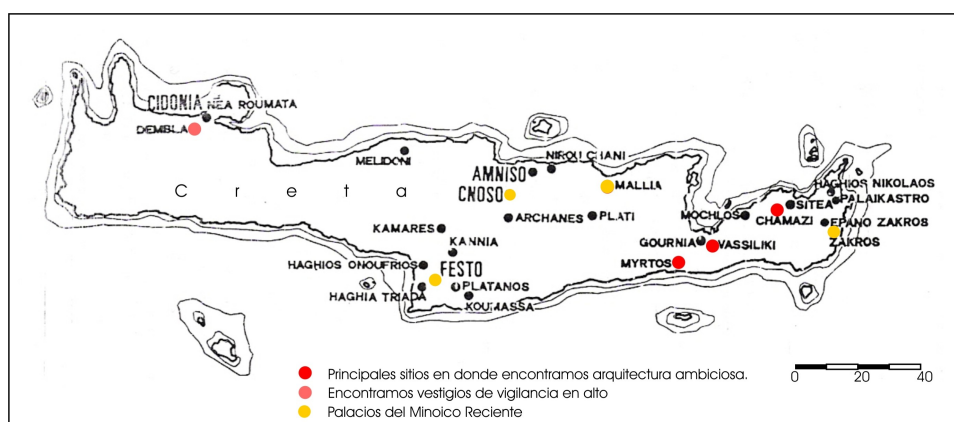 CIDONIA
NEA ROUMATA
DEMBLA
MELIDONI
NIROU CHANI
AMNISO
CNOSO
MALLIA
HAGHIOS NIKOLAOS
PALAIKASTRO
SITEA
Creta
ARCHANES
PLATI
MOCHLOS
CHAMAZI
EPANO ZAKROS
ZAKROS
KAMARES
KANNIA
GOURNIA
VASSILIKI
HAGHIOS ONOUFRIOS
FESTO
MYRTOS
HAGHIA TRIADA
PLATANOS
KOUMASSA
Principales sitios en donde encontramos arquitectura ambiciosa.
Encontramos vestigios de vigilancia en alto
Palacios del Minoico Reciente
0 20 40